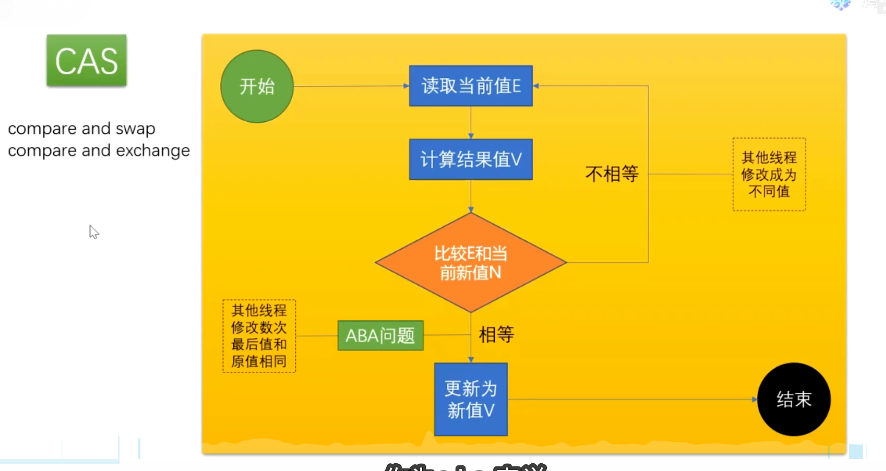 CAS
compare and swap
compare and exchange
开始
读取当前值E
计算结果值V
不相等
其他线程
修改成为
不同值
比较E和当
前新值N
其他线程
修改数次
最后值和
原值相同
ABA问题
相等
更新为
新值V
结束